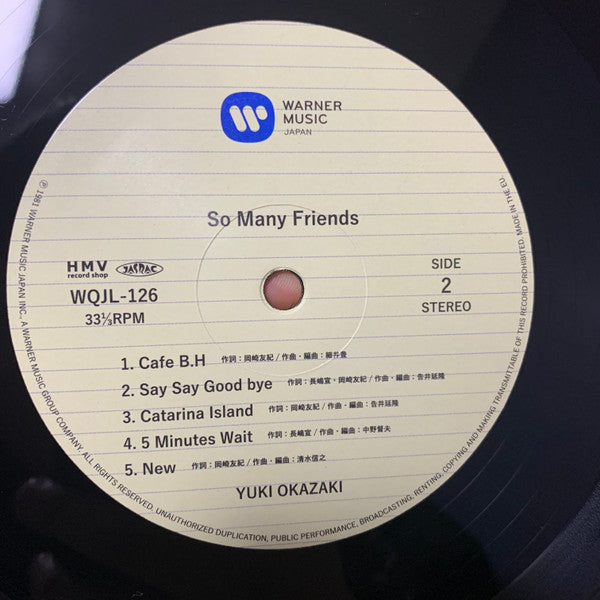 WARNER
MUSIC
JAPAN
So Many Friends
HMV
record shop
JASRAC
WQJL-126
33⅓RPM
SIDE
2
STEREO
1. Cafe B.H 作詞:岡崎友紀 / 作曲・編曲:
2. Say Say Good bye 作詞:長嶋宣・岡崎友紀 / 作曲・編曲:告井延隆
3. Catarina Island 作詞:岡崎友紀 / 作曲・編曲:告井延隆
4. 5 Minutes Wait 作詞:長嶋宣 / 作曲・編曲:中野督夫
5. New 作詞:岡崎友紀 / 作曲・編曲:清水信之
YUKI OKAZAKI
℗1981 WARNER MUSIC JAPAN INC., A WARNER MUSIC GROUP COMPANY. ALL RIGHTS RESERVED. UNAUTHORIZED DUPLICATION, PUBLIC PERFORMANCE, BROADCASTING, RENTING, COPYING AND MAKING TRANSMITTABLE OF THIS RECORD PROHIBITED. MADE IN THE EU.